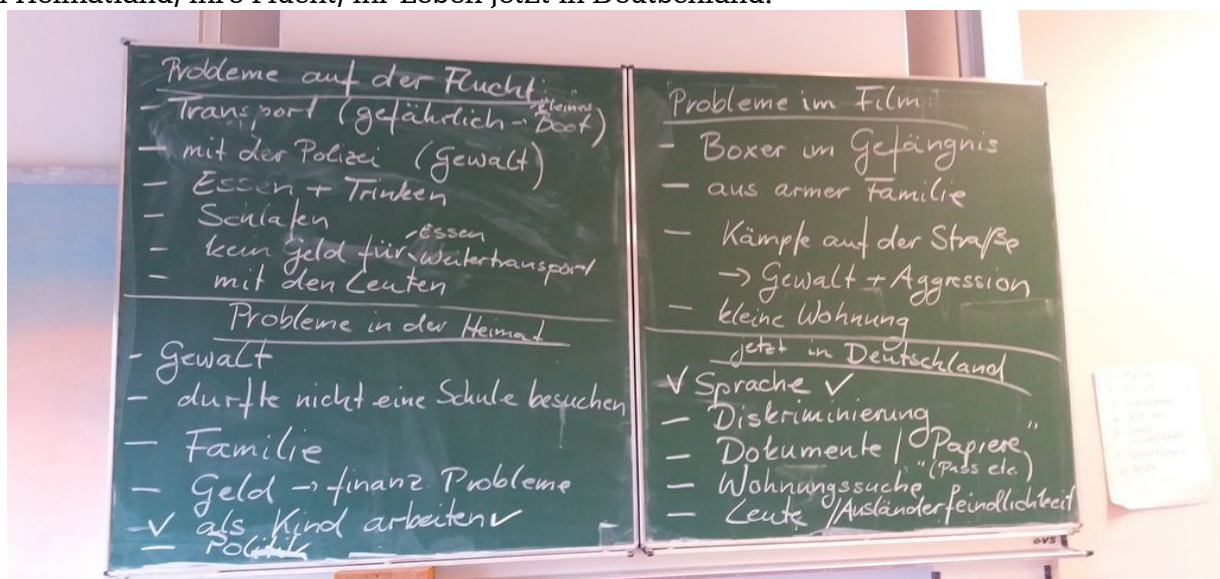 Heimatland, ihre Flucht, ihr Leben jetzt in Deutschland.
Probleme auf der Flucht:
- Transport (gefährlich - kleines Boot)
- mit der Polizei (Gewalt)
- Essen + Trinken
- Schlafen
- kein Geld für Essen, Weitertransport
- mit den Leuten
Probleme in der Heimat
- Gewalt
- durfte nicht eine Schule besuchen
- Familie
- Geld → finanz Probleme
- √ als Kind arbeiten √
- Politik
Probleme im Film:
- Boxer im Gefängnis
- aus armer Familie
- Kämpfe auf der Straße
→ Gewalt + Aggression
- kleine Wohnung
jetzt in Deutschland
√ Sprache √
- Diskriminierung
- Dokumente / "Papiere"
(Pass etc.)
- Wohnungssuche
- Leute / Ausländerfeindlichkeit